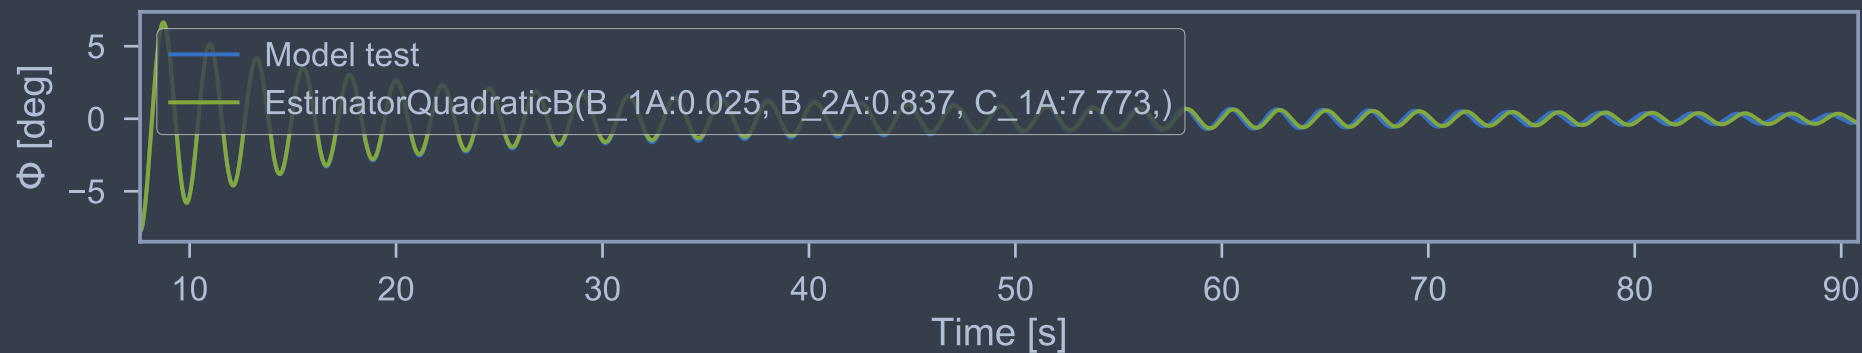 5
0
−5
Φ [deg]
Model test
EstimatorQuadraticB(B_1A:0.025, B_2A:0.837, C_1A:7.773,)
10 20 30 40 50 60 70 80 90
Time [s]